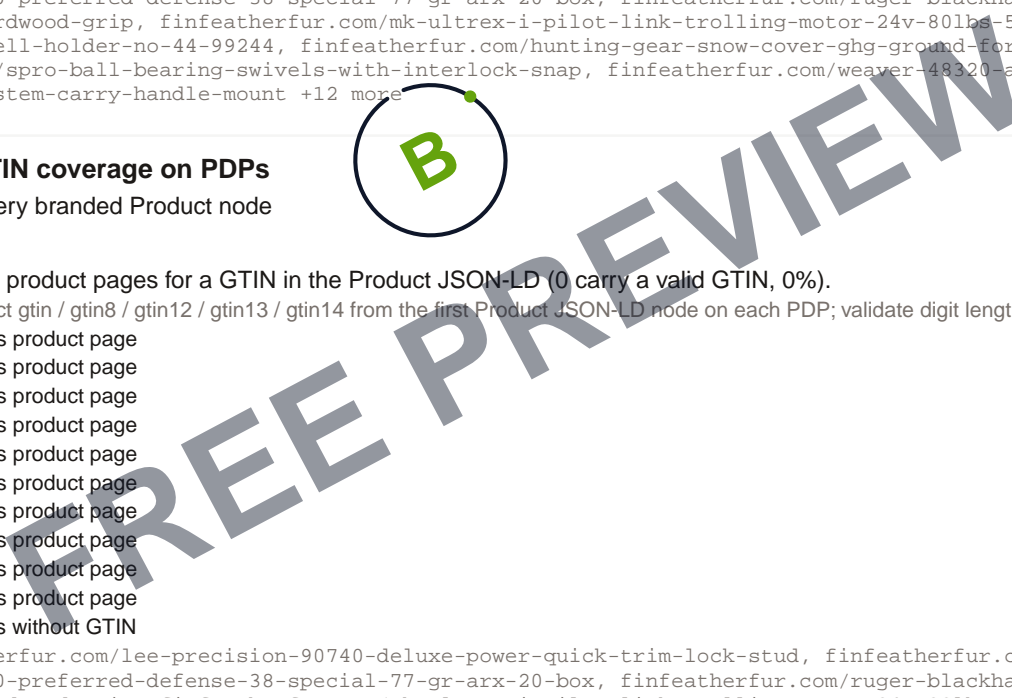 preferred-defense-38-special-77-gr-arx-20-box, finfeatherfur.com/ruger-blackha
rdwood-grip, finfeatherfur.com/mk-ultrex-i-pilot-link-trolling-motor-24v-80lbs-5
ell-holder-no-44-99244, finfeatherfur.com/hunting-gear-snow-cover-ghg-ground-for
/spro-ball-bearing-swivels-with-interlock-snap, finfeatherfur.com/weaver-48320-a
stem-carry-handle-mount +12 more
B
TIN coverage on PDPs
ery branded Product node
product pages for a GTIN in the Product JSON-LD (0 carry a valid GTIN, 0%).
ct gtin / gtin8 / gtin12 / gtin13 / gtin14 from the first Product JSON-LD node on each PDP; validate digit lengt
s product page
s product page
s product page
s product page
s product page
s product page
s product page
s product page
s product page
s product page
s without GTIN
erfur.com/lee-precision-90740-deluxe-power-quick-trim-lock-stud, finfeatherfur.c
0-preferred-defense-38-special-77-gr-arx-20-box, finfeatherfur.com/ruger-blackha
FREE PREVIEW